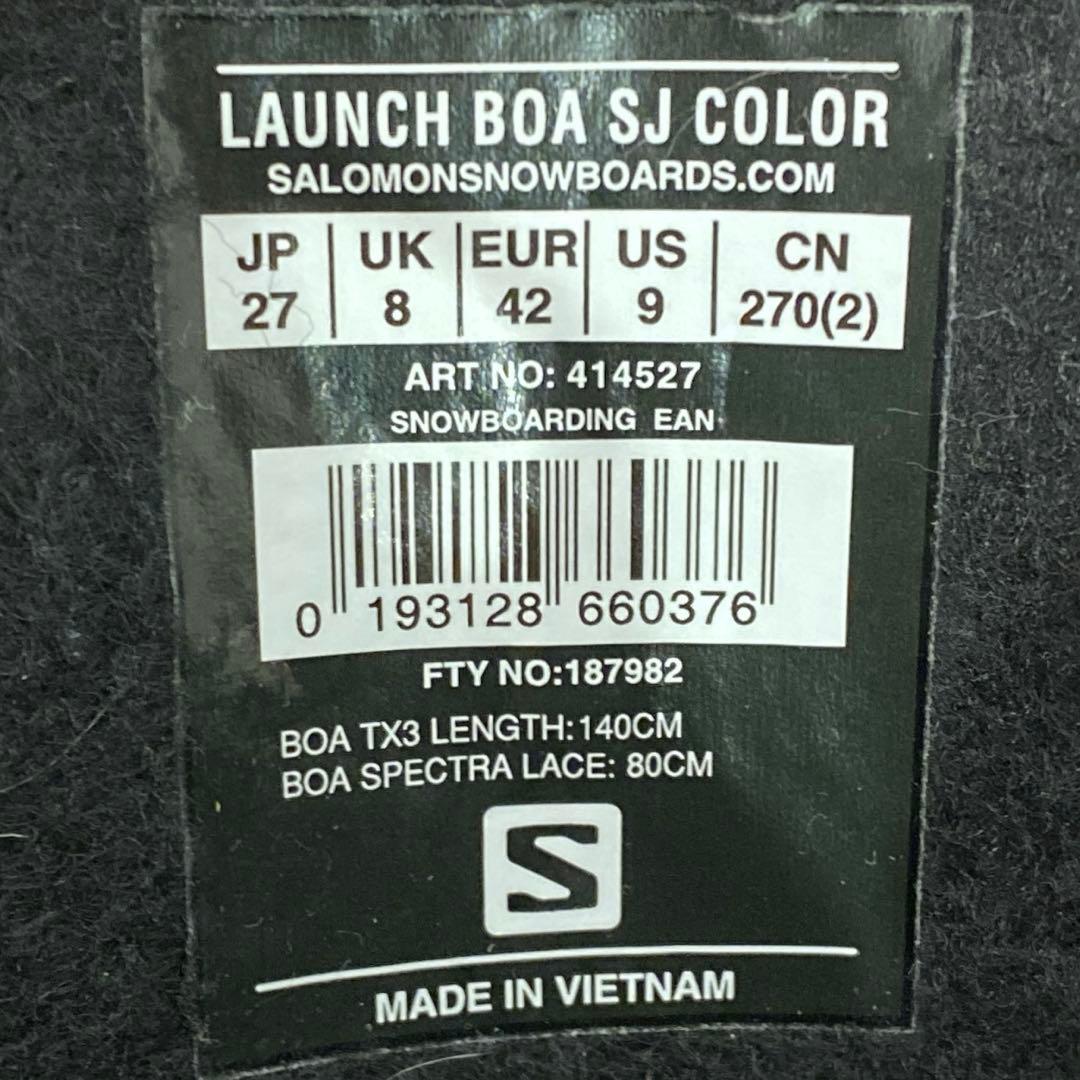 LAUNCH BOA SJ COLOR
SALOMONSNOWBOARDS.COM
JP UK EUR US CN
27 8 42 9 270(2)
ART NO: 414527
SNOWBOARDING EAN
0 193128 660376
FTY NO:187982
BOA TX3 LENGTH:140CM
BOA SPECTRA LACE: 80CM
S
MADE IN VIETNAM